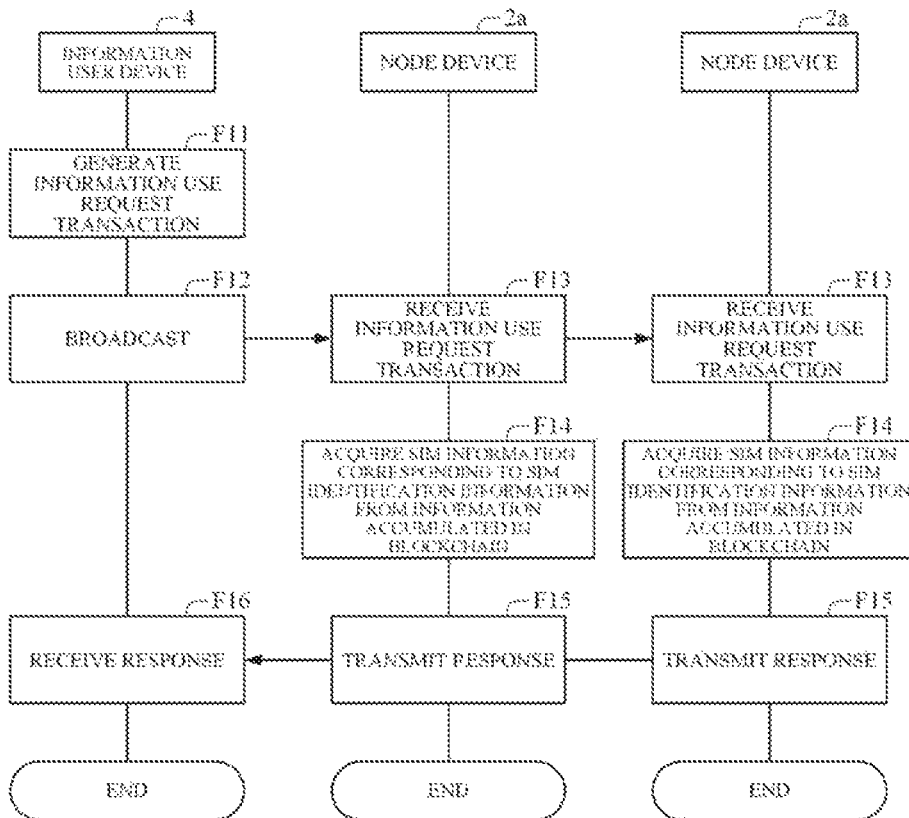 4
2a
2a
INFORMATION
USER DEVICE
NODE DEVICE
NODE DEVICE
F11
GENERATE
INFORMATION USE
REQUEST
TRANSACTION
F12
BROADCAST
F13
RECEIVE
INFORMATION USE
REQUEST
TRANSACTION
F13
RECEIVE
INFORMATION USE
REQUEST
TRANSACTION
F14
ACQUIRE SIM INFORMATION
CORRESPONDING TO SIM
IDENTIFICATION INFORMATION
FROM INFORMATION
ACCUMULATED IN
BLOCKCHAIN
F14
ACQUIRE SIM INFORMATION
CORRESPONDING TO SIM
IDENTIFICATION INFORMATION
FROM INFORMATION
ACCUMULATED IN
BLOCKCHAIN
F16
RECEIVE RESPONSE
F15
TRANSMIT RESPONSE
F15
TRANSMIT RESPONSE
END
END
END